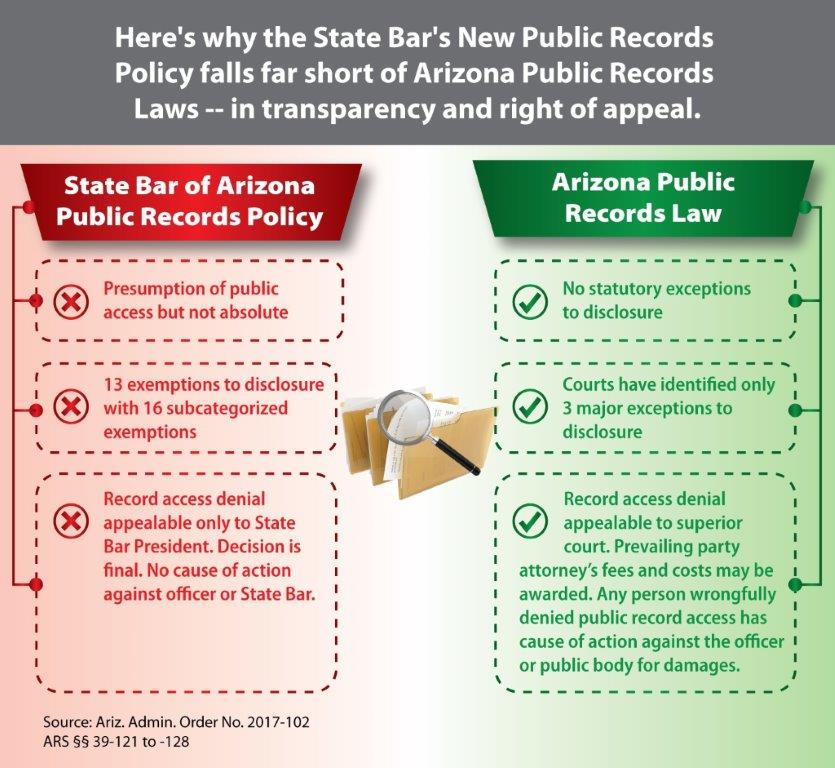 Here's why the State Bar's New Public Records
Policy falls far short of Arizona Public Records
Laws -- in transparency and right of appeal.
State Bar of Arizona
Public Records Policy
Presumption of public
access but not absolute
13 exemptions to disclosure
with 16 subcategorized
exemptions
Record access denial
appealable only to State
Bar President. Decision is
final. No cause of action
against officer or State Bar.
Arizona Public
Records Law
No statutory exceptions
to disclosure
Courts have identified only
3 major exceptions to
disclosure
Record access denial
appealable to superior
court. Prevailing party
attorney's fees and costs may be
awarded. Any person wrongfully
denied public record access has
cause of action against the officer
or public body for damages.
Source: Ariz. Admin. Order No. 2017-102
ARS §§ 39-121 to -128